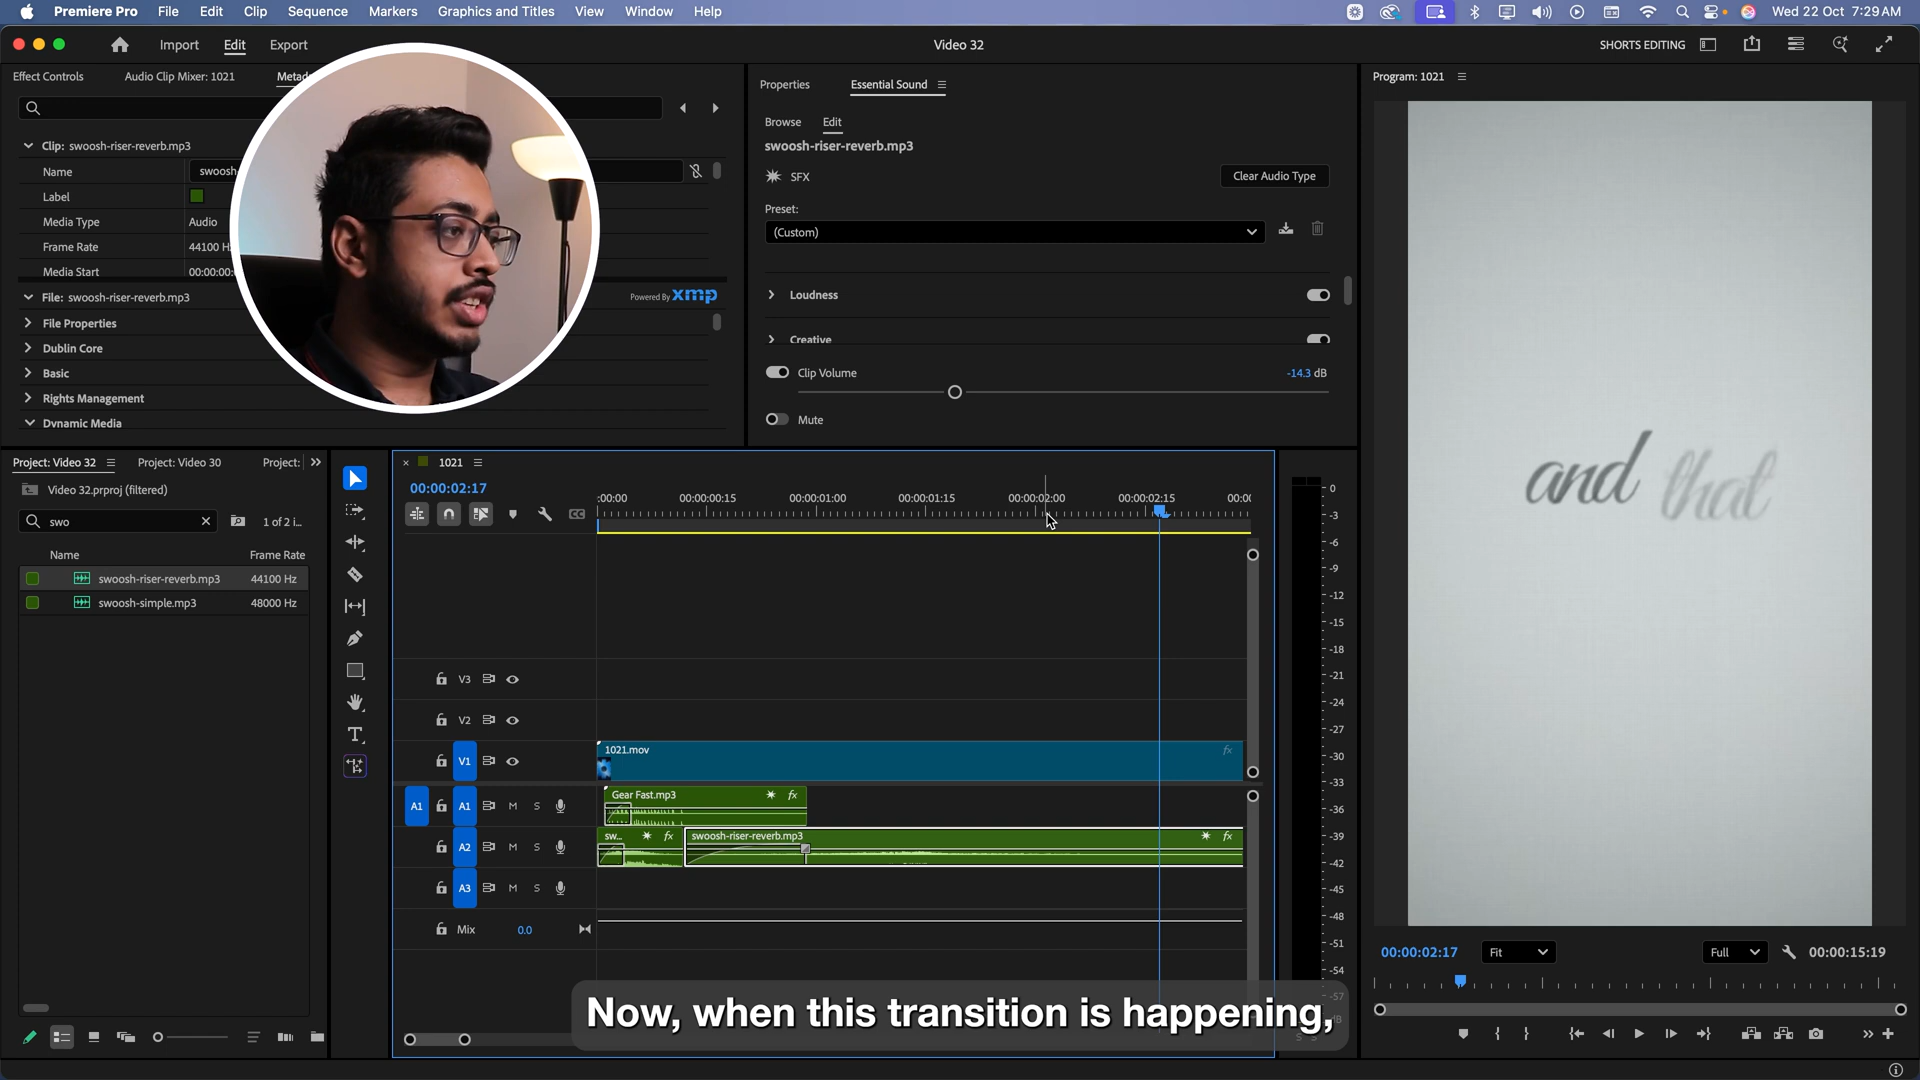 Premiere Pro File Edit Clip Sequence Markers Graphics and Titles View Window Help Wed 22 Oct 7:29 AM
Import Edit Export Video 32 SHORTS EDITING
Effect Controls Audio Clip Mixer: 1021 Metad
Clip: swoosh-riser-reverb.mp3
Name swoosh-
Label
Media Type Audio
Frame Rate 44100 H
Media Start 00:00:00:
File: swoosh-riser-reverb.mp3 Powered By xmp
File Properties
Dublin Core
Basic
Rights Management
Dynamic Media
Properties Essential Sound
Browse Edit
swoosh-riser-reverb.mp3
SFX Clear Audio Type
Preset:
(Custom)
Loudness
Creative
Clip Volume -14.3 dB
Mute
Program: 1021
and that
00:00:02:17 Fit Full 00:00:15:19
Project: Video 32 Project: Video 30 Project:
Video 32.prproj (filtered)
swo 1 of 2 i...
Name Frame Rate
swoosh-riser-reverb.mp3 44100 Hz
swoosh-simple.mp3 48000 Hz
1021
00:00:02:17
:00:00 00:00:00:15 00:00:01:00 00:00:01:15 00:00:02:00 00:00:02:15 00:00
CC
V3
V2
V1 1021.mov fx
A1 A1 M S Gear Fast.mp3 fx
A2 M S sw... fx swoosh-riser-reverb.mp3 fx
A3 M S
Mix 0.0
0
-3
-6
-9
-12
-15
-18
-21
-24
-27
-30
-33
-36
-39
-42
-45
-48
-51
-54
-57
dB
S S
Now, when this transition is happening,